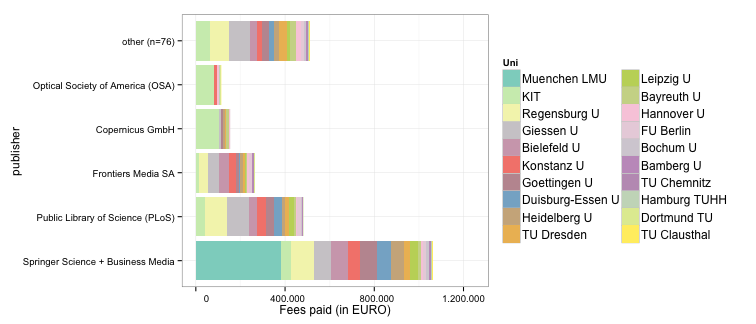 publisher
other (n=76)
Optical Society of America (OSA)
Copernicus GmbH
Frontiers Media SA
Public Library of Science (PLoS)
Springer Science + Business Media
0
400.000
800.000
1.200.000
Fees paid (in EURO)
Uni
Muenchen LMU
KIT
Regensburg U
Giessen U
Bielefeld U
Konstanz U
Goettingen U
Duisburg-Essen U
Heidelberg U
TU Dresden
Leipzig U
Bayreuth U
Hannover U
FU Berlin
Bochum U
Bamberg U
TU Chemnitz
Hamburg TUHH
Dortmund TU
TU Clausthal